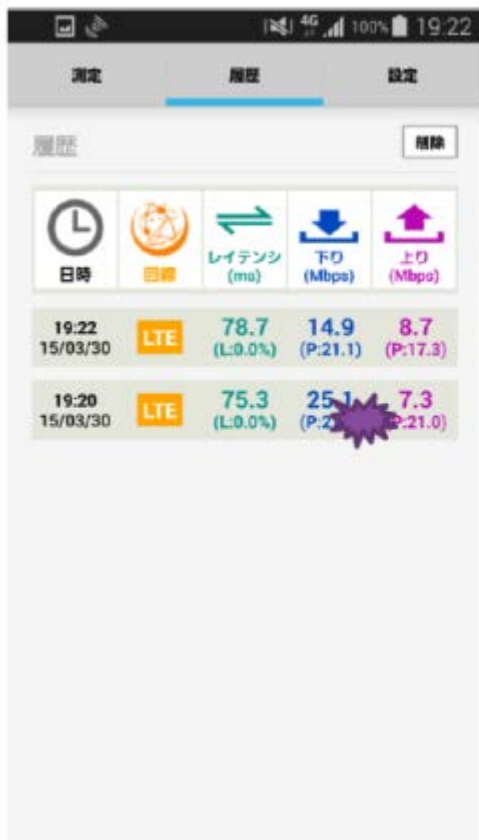 4G 100% 19:22
測定 履歴 設定
履歴 削除
日時 回線 レイテンシ (ms) 下り (Mbps) 上り (Mbps)
19:22 15/03/30 LTE 78.7 (L:0.0%) 14.9 (P:21.1) 8.7 (P:17.3)
19:20 15/03/30 LTE 75.3 (L:0.0%) 25.1 7.3